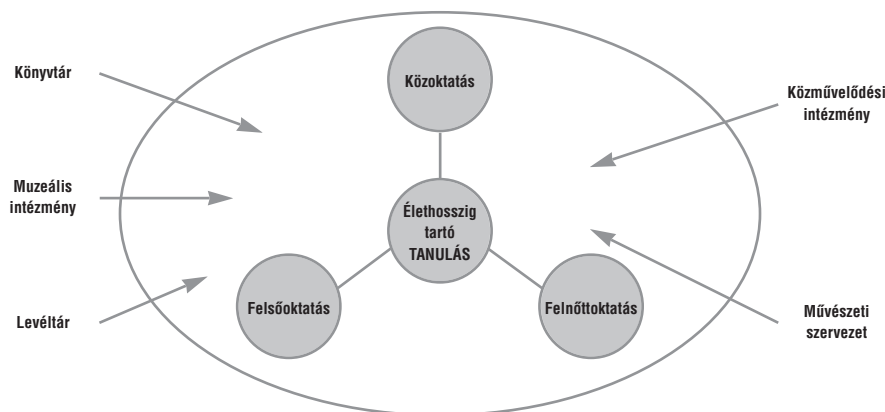 Könyvtár
Közoktatás
Közművelődési
intézmény
Muzeális
intézmény
Élethosszig
tartó
TANULÁS
Felsőoktatás
Felnőttoktatás
Levéltár
Művészeti
szervezet